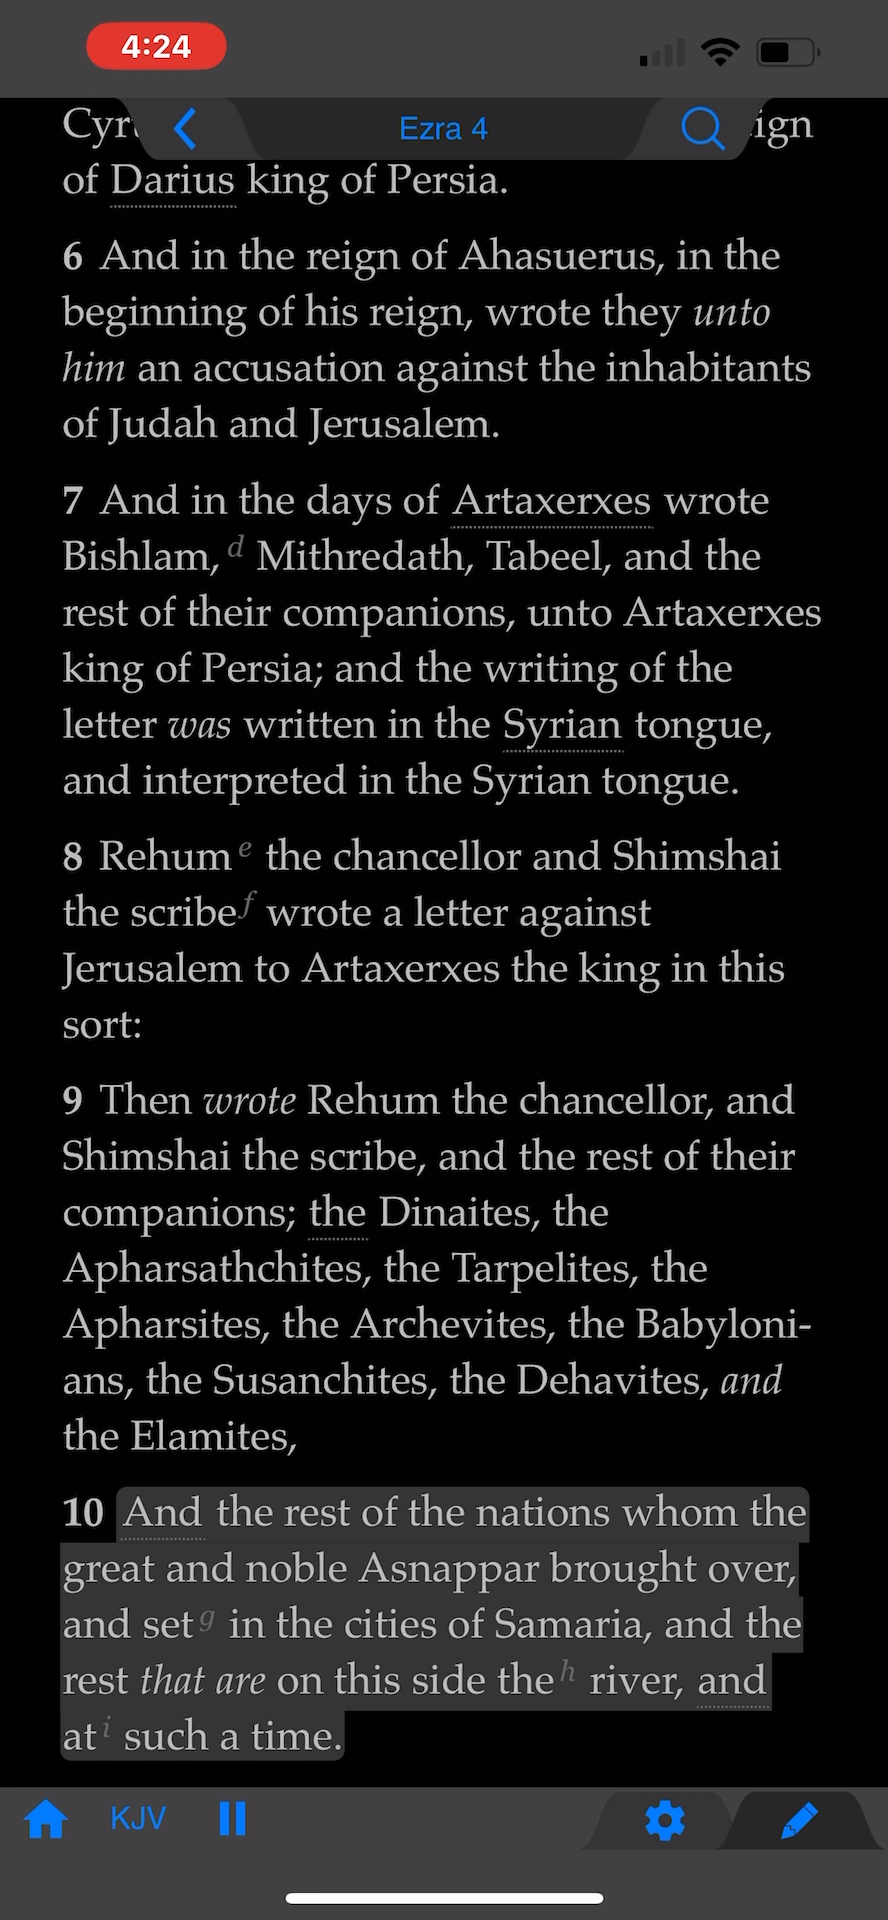 4:24
Ezra 4
ign
of Darius king of Persia.
6 And in the reign of Ahasuerus, in the
beginning of his reign, wrote they unto
him an accusation against the inhabitants
of Judah and Jerusalem.
7 And in the days of Artaxerxes wrote
Bishlam, d Mithredath, Tabeel, and the
rest of their companions, unto Artaxerxes
king of Persia; and the writing of the
letter was written in the Syrian tongue,
and interpreted in the Syrian tongue.
8 Rehum e the chancellor and Shimshai
the scribe f wrote a letter against
Jerusalem to Artaxerxes the king in this
sort:
9 Then wrote Rehum the chancellor, and
Shimshai the scribe, and the rest of their
companions; the Dinaites, the
Apharsathchites, the Tarpelites, the
Apharsites, the Archevites, the Babyloni-
ans, the Susanchites, the Dehavites, and
the Elamites,
10 And the rest of the nations whom the
great and noble Asnappar brought over,
and set g in the cities of Samaria, and the
rest that are on this side the h river, and
at i such a time.
KJV